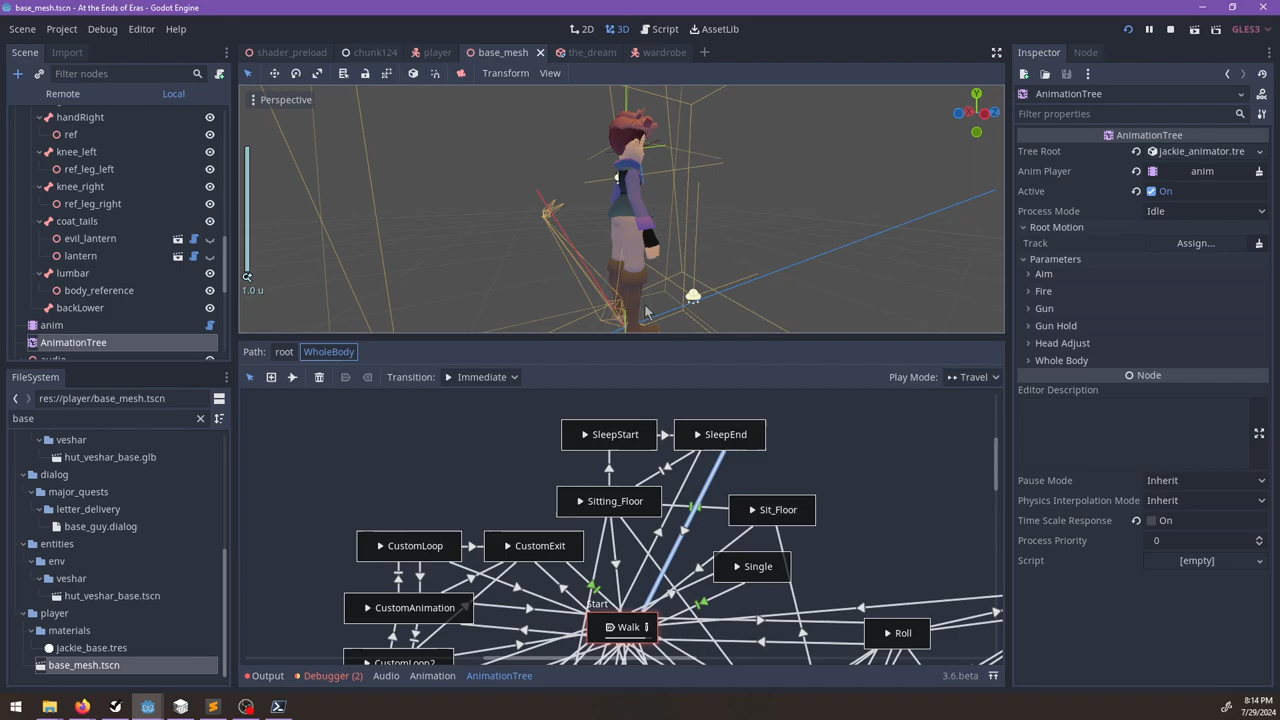 base_mesh.tscn - At the Ends of Eras - Godot Engine
Scene Project Debug Editor Help
2D 3D Script AssetLib
GLES3
Scene Import
shader_preload chunk124 player base_mesh the_dream wardrobe
Inspector Node
Filter nodes
Transform View
Remote Local
Perspective
AnimationTree
Filter properties
handRight
ref
knee_left
ref_leg_left
knee_right
ref_leg_right
coat_tails
evil_lantern
lantern
lumbar
body_reference
backLower
anim
AnimationTree
audio
Y
Z
1.0 u
AnimationTree
Tree Root jackie_animator.tre
Anim Player anim
Active On
Process Mode Idle
Root Motion
Track Assign...
Parameters
Aim
Fire
Gun
Gun Hold
Head Adjust
Whole Body
Node
Editor Description
Pause Mode Inherit
Physics Interpolation Mode Inherit
Time Scale Response On
Process Priority 0
Script [empty]
Path: root WholeBody
Transition: Immediate
Play Mode: Travel
SleepStart SleepEnd
Sitting_Floor
Sit_Floor
CustomLoop CustomExit
Single
CustomAnimation
Start
Walk
Roll
CustomLoop2
FileSystem
res://player/base_mesh.tscn
base
veshar
hut_veshar_base.glb
dialog
major_quests
letter_delivery
base_guy.dialog
entities
env
veshar
hut_veshar_base.tscn
player
materials
jackie_base.tres
base_mesh.tscn
Output Debugger (2) Audio Animation AnimationTree
3.6.beta
8:14 PM
7/29/2024